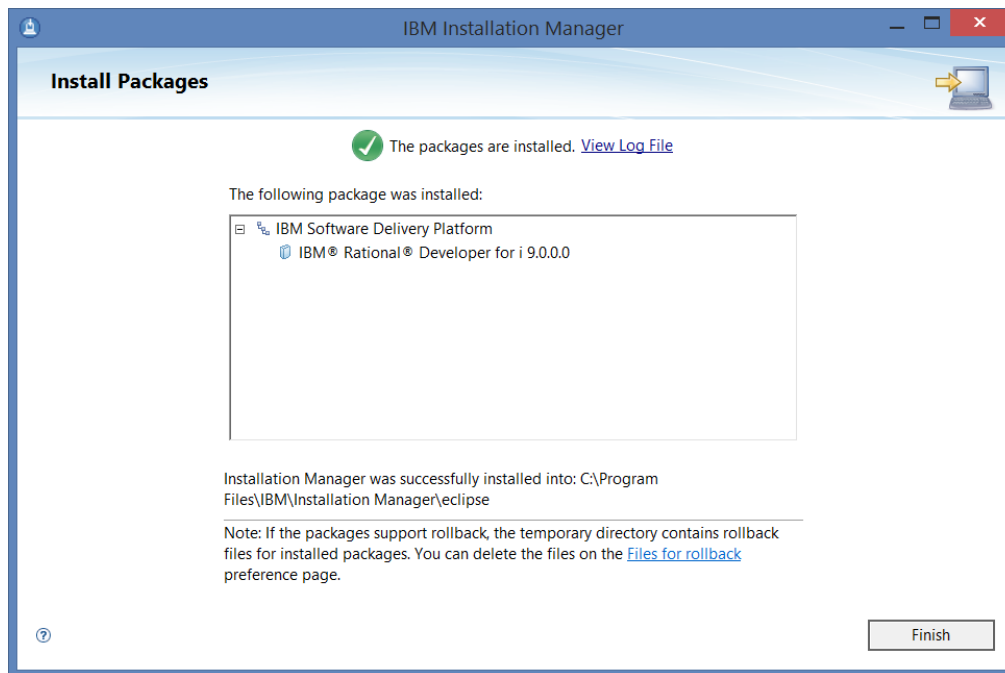 IBM Installation Manager
Install Packages
The packages are installed. View Log File
The following package was installed:
IBM Software Delivery Platform
IBM® Rational® Developer for i 9.0.0.0
Installation Manager was successfully installed into: C:\Program
Files\IBM\Installation Manager\eclipse
Note: If the packages support rollback, the temporary directory contains rollback
files for installed packages. You can delete the files on the Files for rollback
preference page.
?
Finish